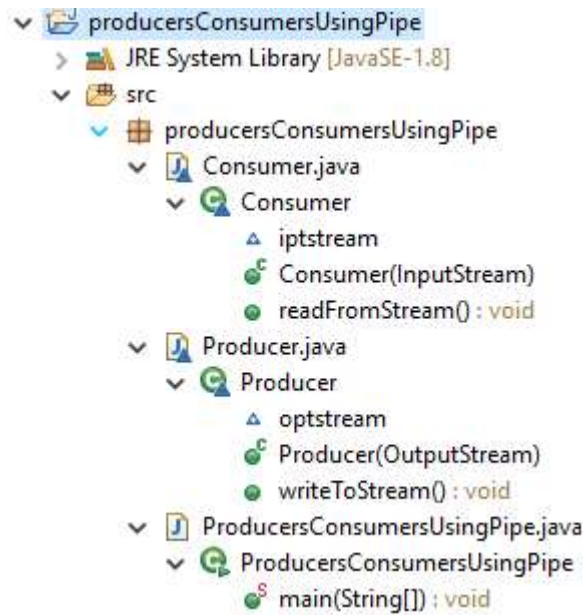 producersConsumersUsingPipe
JRE System Library [JavaSE-1.8]
src
producersConsumersUsingPipe
Consumer.java
Consumer
iptstream
Consumer(InputStream)
readFromStream() : void
Producer.java
Producer
optstream
Producer(OutputStream)
writeToStream() : void
ProducersConsumersUsingPipe.java
ProducersConsumersUsingPipe
main(String[]) : void